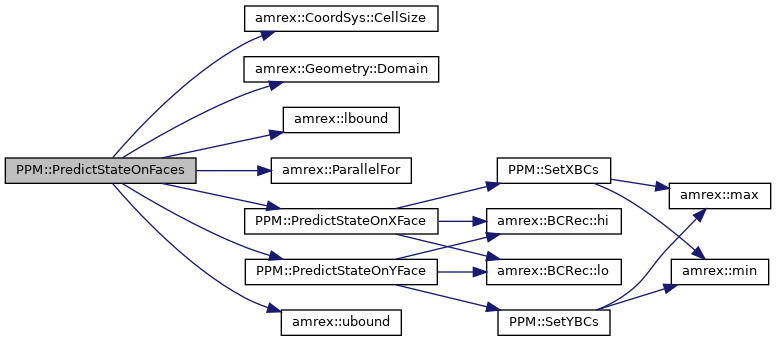 amrex::CoordSys::CellSize
amrex::Geometry::Domain
amrex::lbound
PPM::PredictStateOnFaces
amrex::ParallelFor
PPM::SetXBCs
amrex::max
PPM::PredictStateOnXFace
amrex::BCRec::hi
PPM::PredictStateOnYFace
amrex::BCRec::lo
amrex::min
amrex::ubound
PPM::SetYBCs